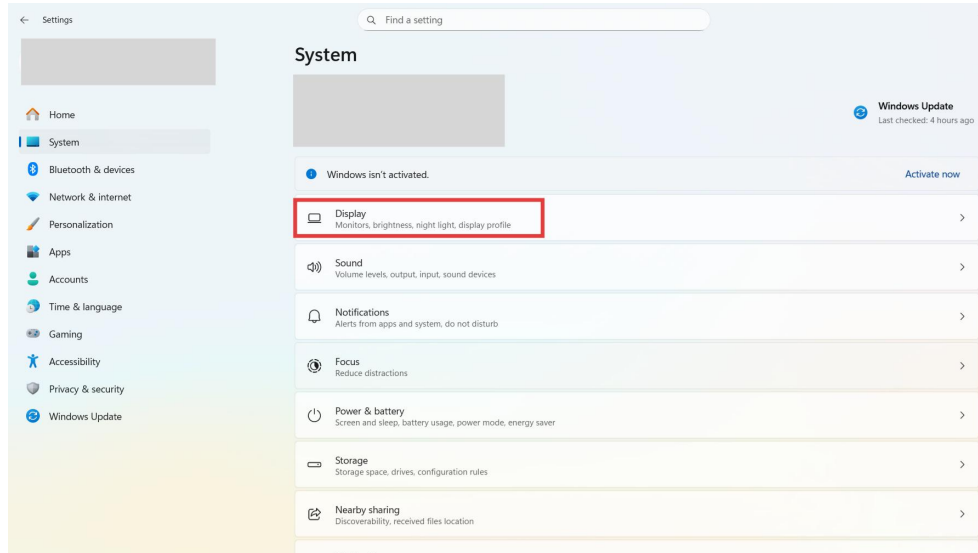 Settings
Find a setting
System
Windows Update
Last checked: 4 hours ago
Home
System
Bluetooth & devices
Network & internet
Personalization
Apps
Accounts
Time & language
Gaming
Accessibility
Privacy & security
Windows Update
Windows isn't activated.
Activate now
Display
Monitors, brightness, night light, display profile
Sound
Volume levels, output, input, sound devices
Notifications
Alerts from apps and system, do not disturb
Focus
Reduce distractions
Power & battery
Screen and sleep, battery usage, power mode, energy saver
Storage
Storage space, drives, configuration rules
Nearby sharing
Discoverability, received files location